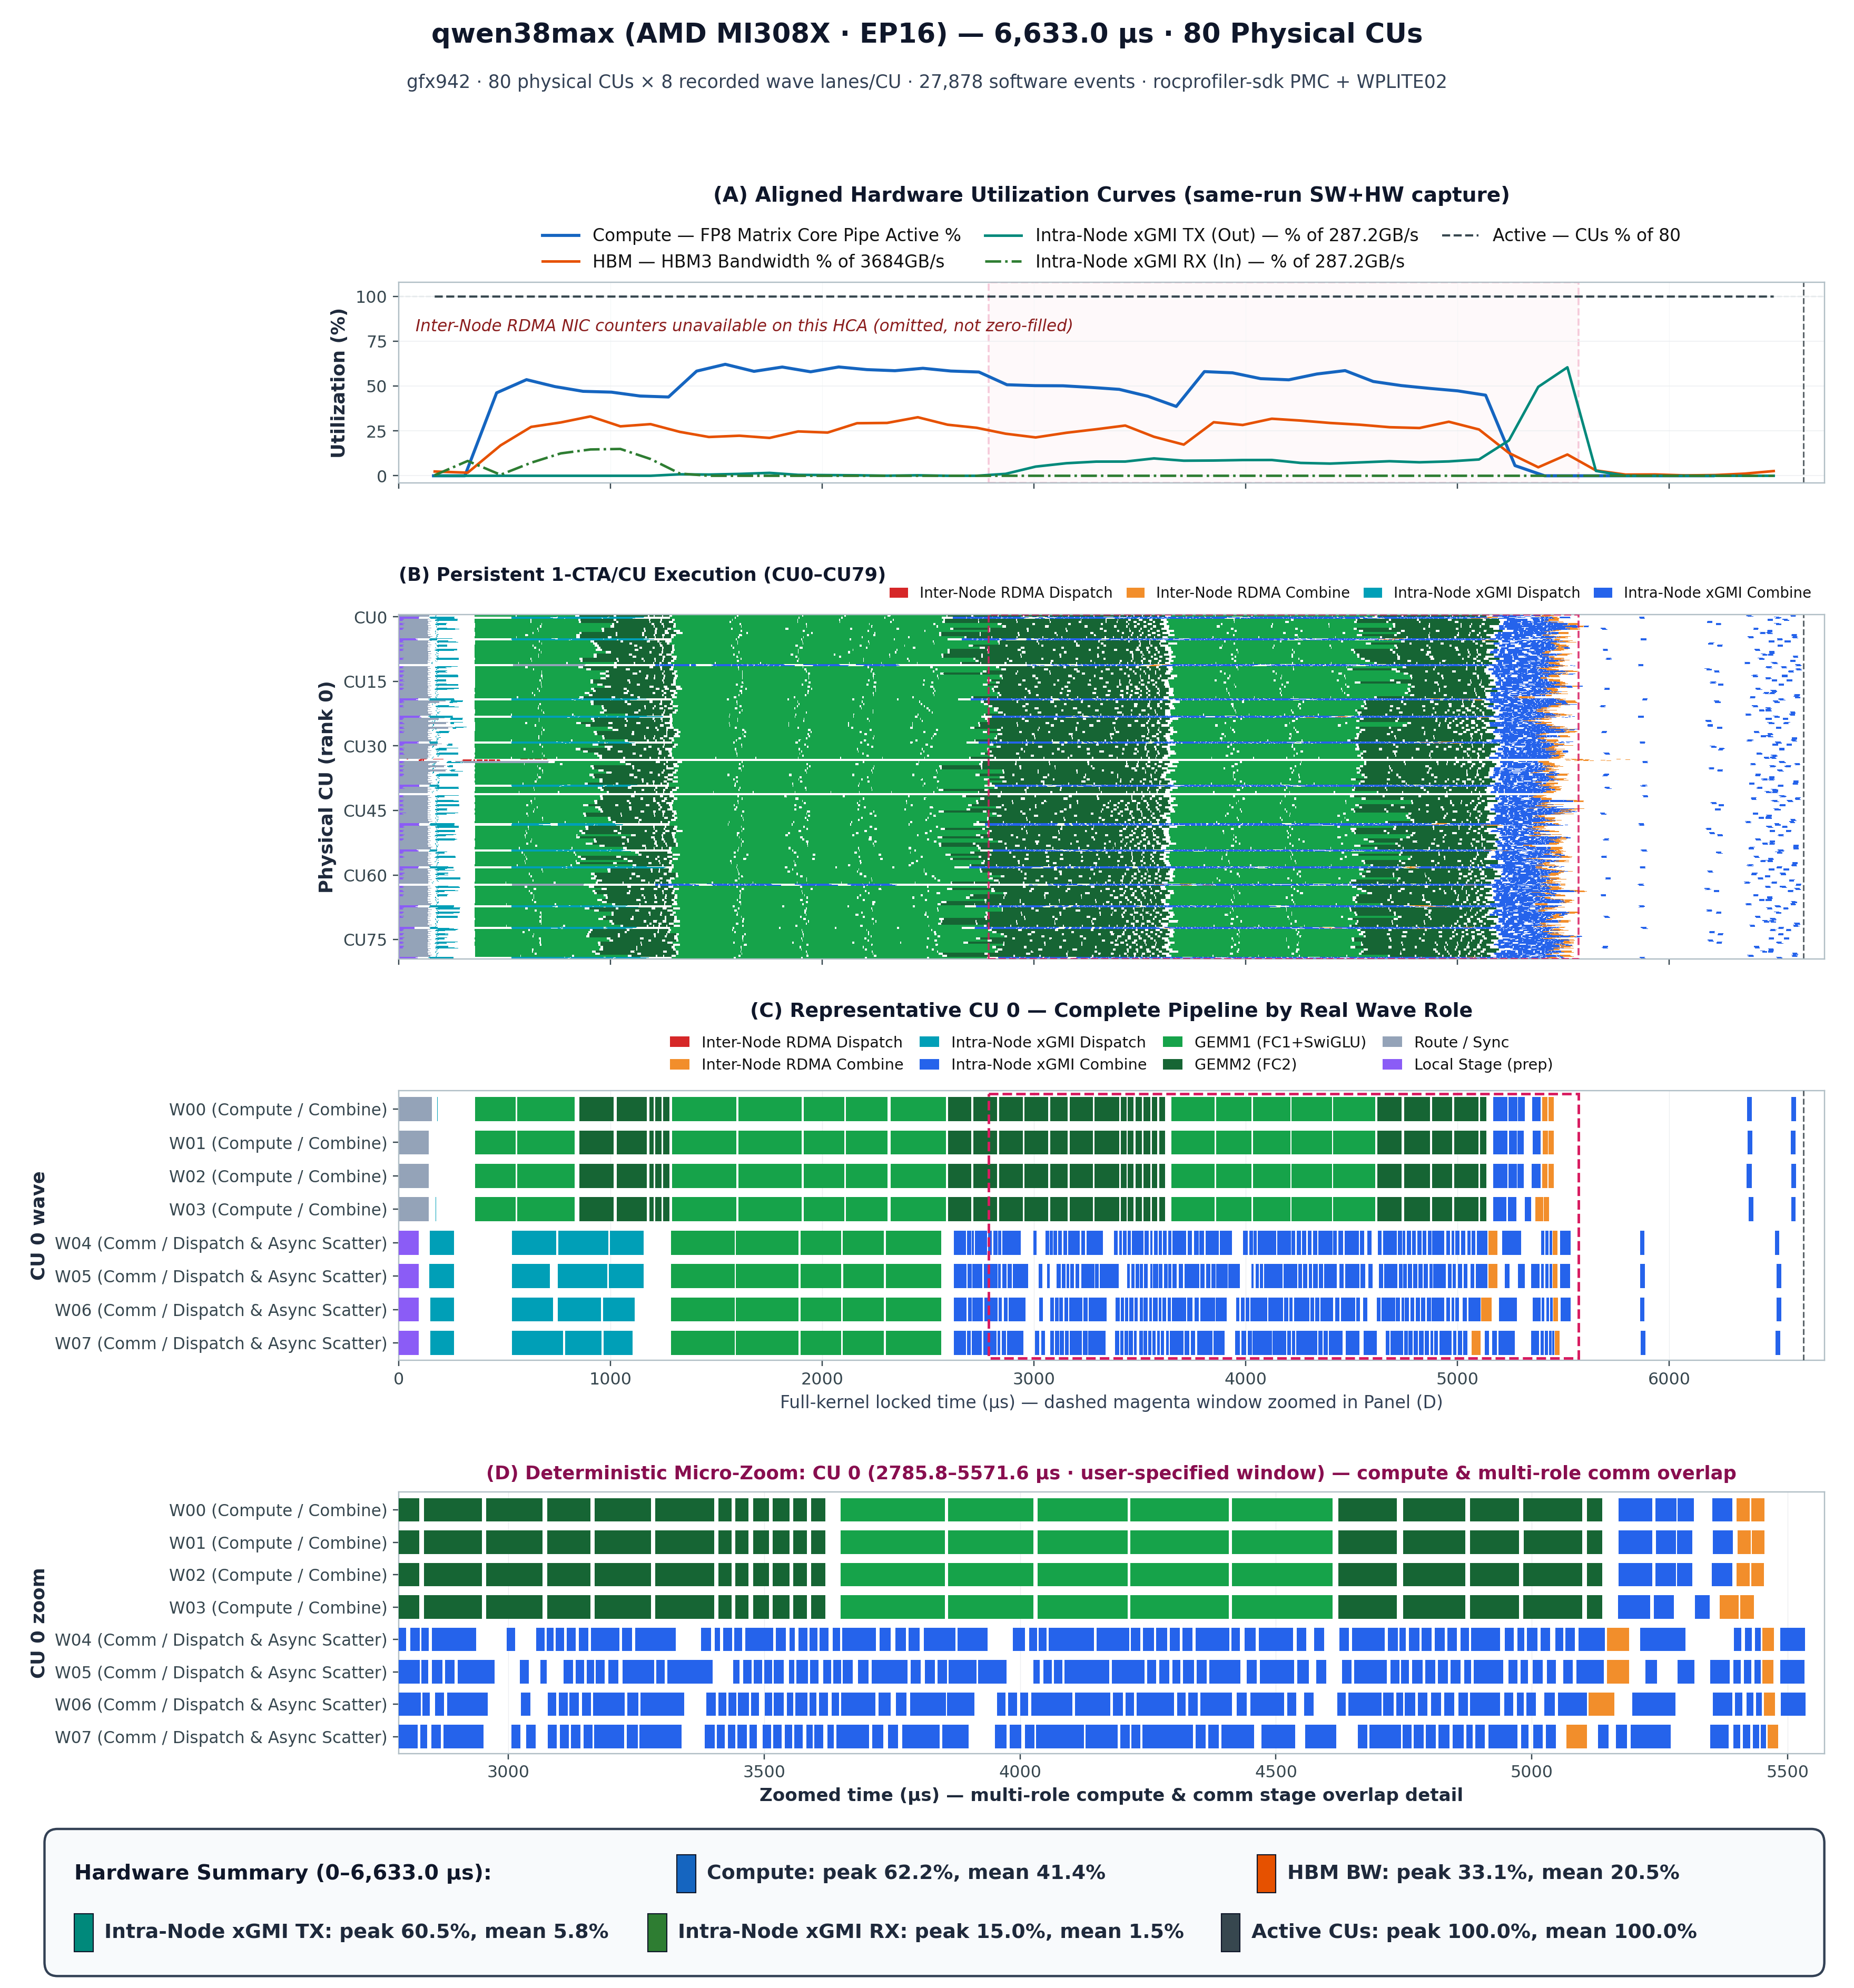 qwen38max (AMD MI308X · EP16) — 6,633.0 µs · 80 Physical CUs
gfx942 · 80 physical CUs × 8 recorded wave lanes/CU · 27,878 software events · rocprofiler-sdk PMC + WPLITE02
(A) Aligned Hardware Utilization Curves (same-run SW+HW capture)
Compute — FP8 Matrix Core Pipe Active %
Intra-Node xGMI TX (Out) — % of 287.2GB/s
Active — CUs % of 80
HBM — HBM3 Bandwidth % of 3684GB/s
Intra-Node xGMI RX (In) — % of 287.2GB/s
Utilization (%)
100
75
50
25
0
Inter-Node RDMA NIC counters unavailable on this HCA (omitted, not zero-filled)
(B) Persistent 1-CTA/CU Execution (CU0–CU79)
Inter-Node RDMA Dispatch
Inter-Node RDMA Combine
Intra-Node xGMI Dispatch
Intra-Node xGMI Combine
Physical CU (rank 0)
CU0
CU15
CU30
CU45
CU60
CU75
(C) Representative CU 0 — Complete Pipeline by Real Wave Role
Inter-Node RDMA Dispatch
Intra-Node xGMI Dispatch
GEMM1 (FC1+SwiGLU)
Route / Sync
Inter-Node RDMA Combine
Intra-Node xGMI Combine
GEMM2 (FC2)
Local Stage (prep)
CU 0 wave
W00 (Compute / Combine)
W01 (Compute / Combine)
W02 (Compute / Combine)
W03 (Compute / Combine)
W04 (Comm / Dispatch & Async Scatter)
W05 (Comm / Dispatch & Async Scatter)
W06 (Comm / Dispatch & Async Scatter)
W07 (Comm / Dispatch & Async Scatter)
0 1000 2000 3000 4000 5000 6000
Full-kernel locked time (µs) — dashed magenta window zoomed in Panel (D)
(D) Deterministic Micro-Zoom: CU 0 (2785.8–5571.6 µs · user-specified window) — compute & multi-role comm overlap
CU 0 zoom
W00 (Compute / Combine)
W01 (Compute / Combine)
W02 (Compute / Combine)
W03 (Compute / Combine)
W04 (Comm / Dispatch & Async Scatter)
W05 (Comm / Dispatch & Async Scatter)
W06 (Comm / Dispatch & Async Scatter)
W07 (Comm / Dispatch & Async Scatter)
3000 3500 4000 4500 5000 5500
Zoomed time (µs) — multi-role compute & comm stage overlap detail
Hardware Summary (0–6,633.0 µs):
Compute: peak 62.2%, mean 41.4%
HBM BW: peak 33.1%, mean 20.5%
Intra-Node xGMI TX: peak 60.5%, mean 5.8%
Intra-Node xGMI RX: peak 15.0%, mean 1.5%
Active CUs: peak 100.0%, mean 100.0%